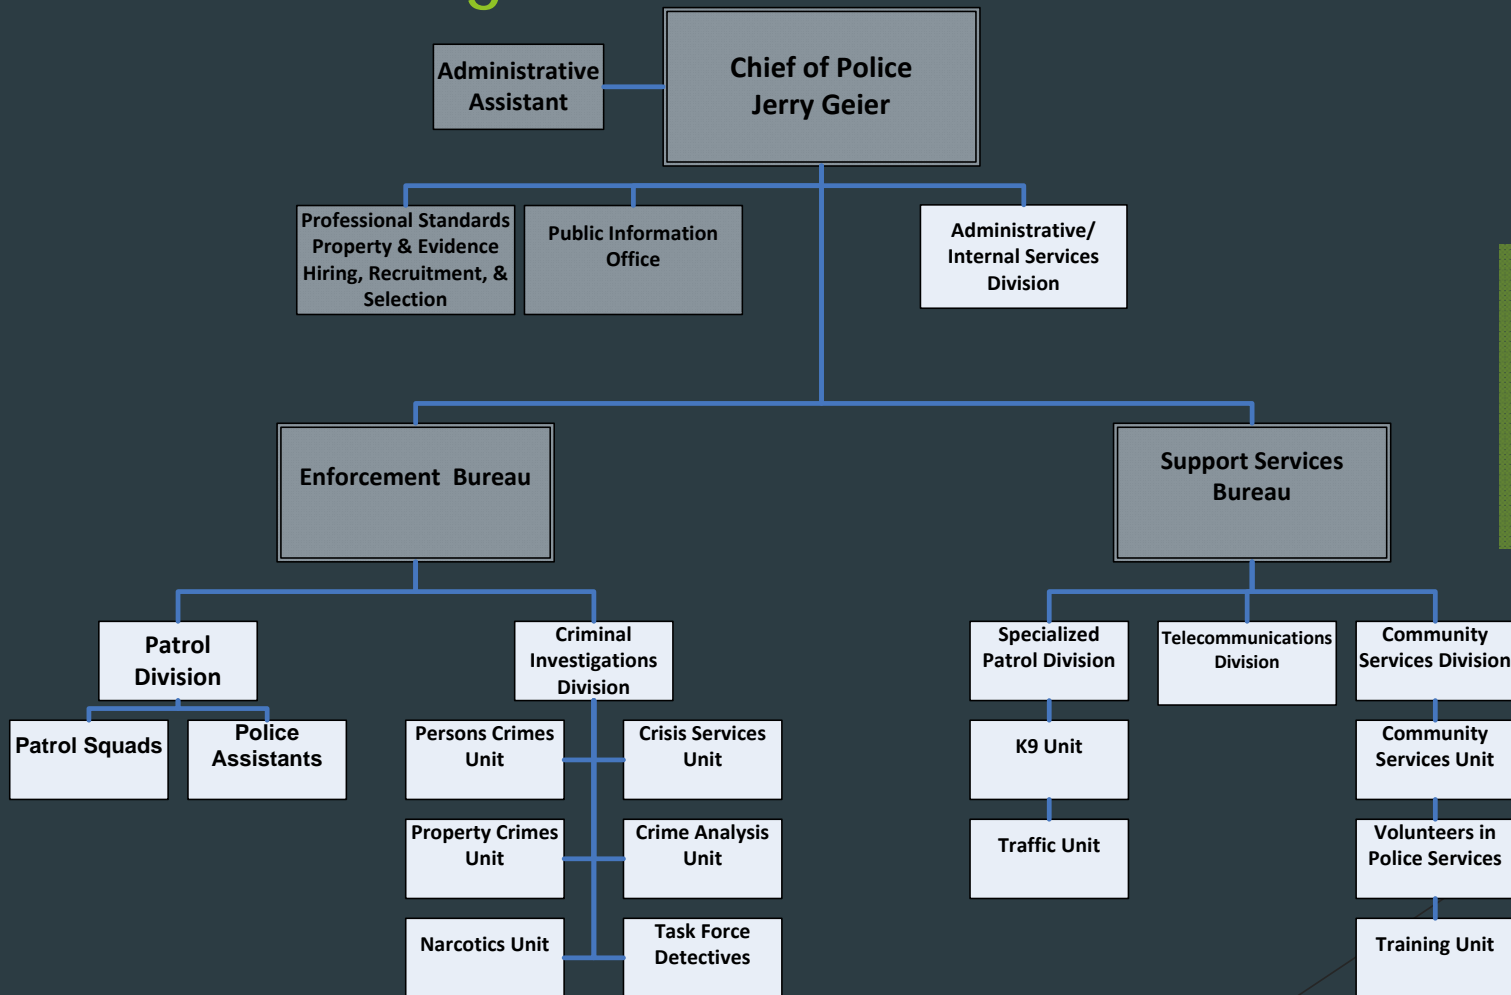 Administrative
Assistant
Chief of Police
Jerry Geier
Professional Standards
Property & Evidence
Hiring, Recruitment, &
Selection
Public Information
Office
Administrative/
Internal Services
Division
Enforcement Bureau
Support Services
Bureau
Patrol
Division
Criminal
Investigations
Division
Specialized
Patrol Division
Telecommunications
Division
Community
Services Division
Patrol Squads
Police
Assistants
Persons Crimes
Unit
Crisis Services
Unit
K9 Unit
Community
Services Unit
Property Crimes
Unit
Crime Analysis
Unit
Traffic Unit
Volunteers in
Police Services
Narcotics Unit
Task Force
Detectives
Training Unit